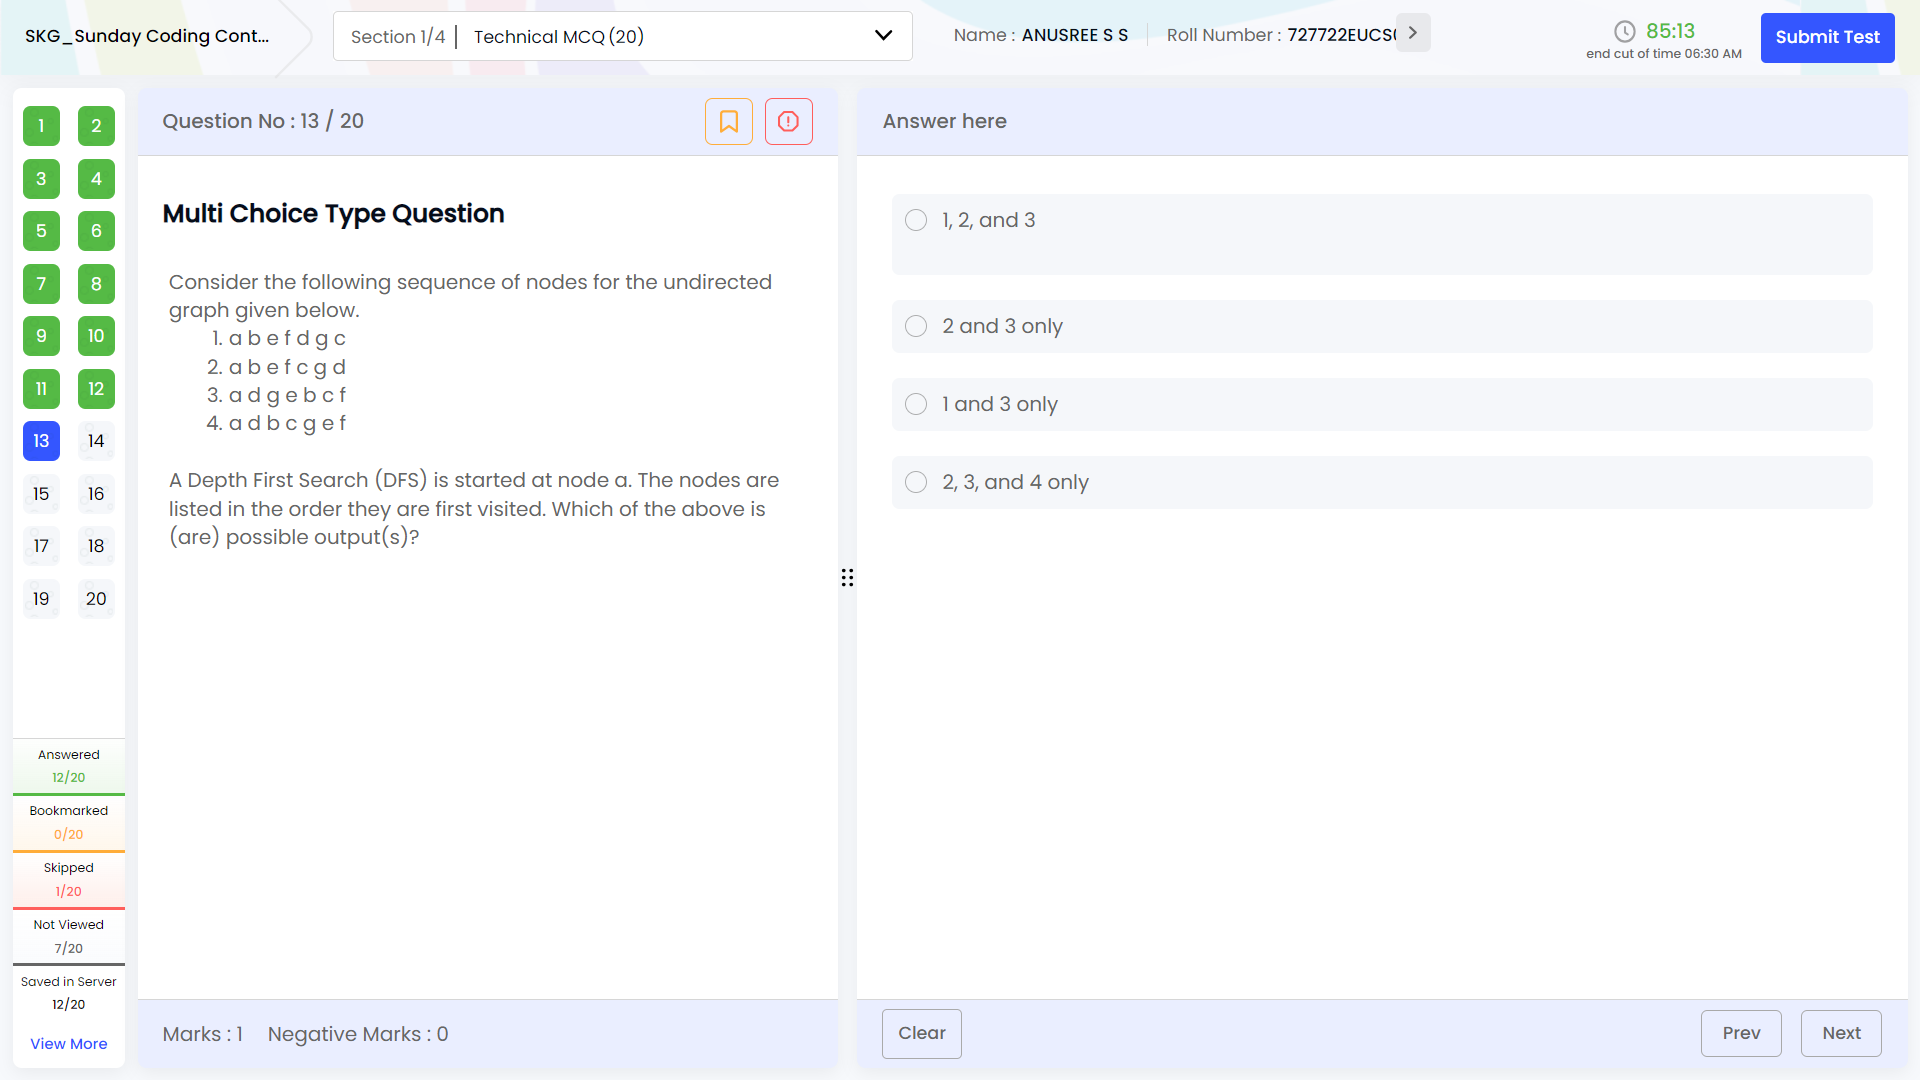 SKG_Sunday Coding Cont...
Section 1/4 | Technical MCQ (20)
Name : ANUSREE S S
Roll Number : 727722EUCS
85:13
end cut of time 06:30 AM
Submit Test
1 2
3 4
5 6
7 8
9 10
11 12
13 14
15 16
17 18
19 20
Answered
12/20
Bookmarked
0/20
Skipped
1/20
Not Viewed
7/20
Saved in Server
12/20
View More
Question No : 13 / 20
Multi Choice Type Question
Consider the following sequence of nodes for the undirected
graph given below.
1. a b e f d g c
2. a b e f c g d
3. a d g e b c f
4. a d b c g e f
A Depth First Search (DFS) is started at node a. The nodes are
listed in the order they are first visited. Which of the above is
(are) possible output(s)?
Marks : 1 Negative Marks : 0
Answer here
1, 2, and 3
2 and 3 only
1 and 3 only
2, 3, and 4 only
Clear
Prev
Next